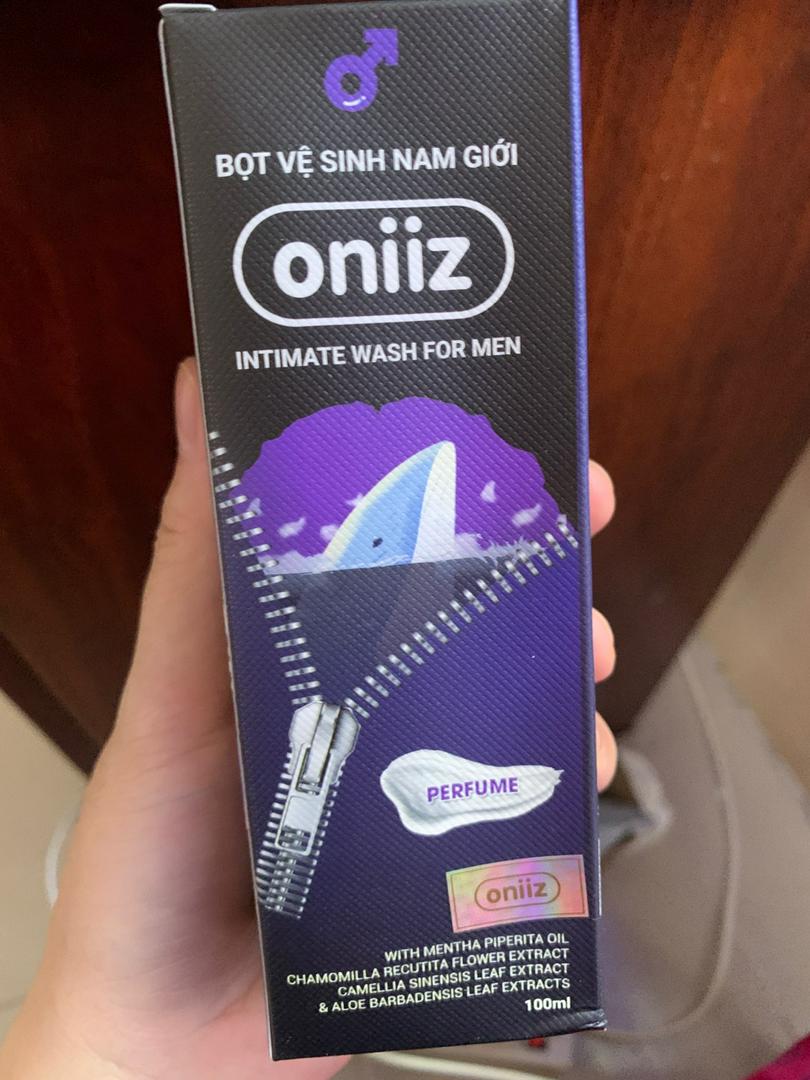 BỌT VỆ SINH NAM GIỚI
oniiz
INTIMATE WASH FOR MEN
PERFUME
oniiz
WITH MENTHA PIPERITA OIL
CHAMOMILLA RECUTITA FLOWER EXTRACT
CAMELLIA SINENSIS LEAF EXTRACT
& ALOE BARBADENSIS LEAF EXTRACTS
100ml